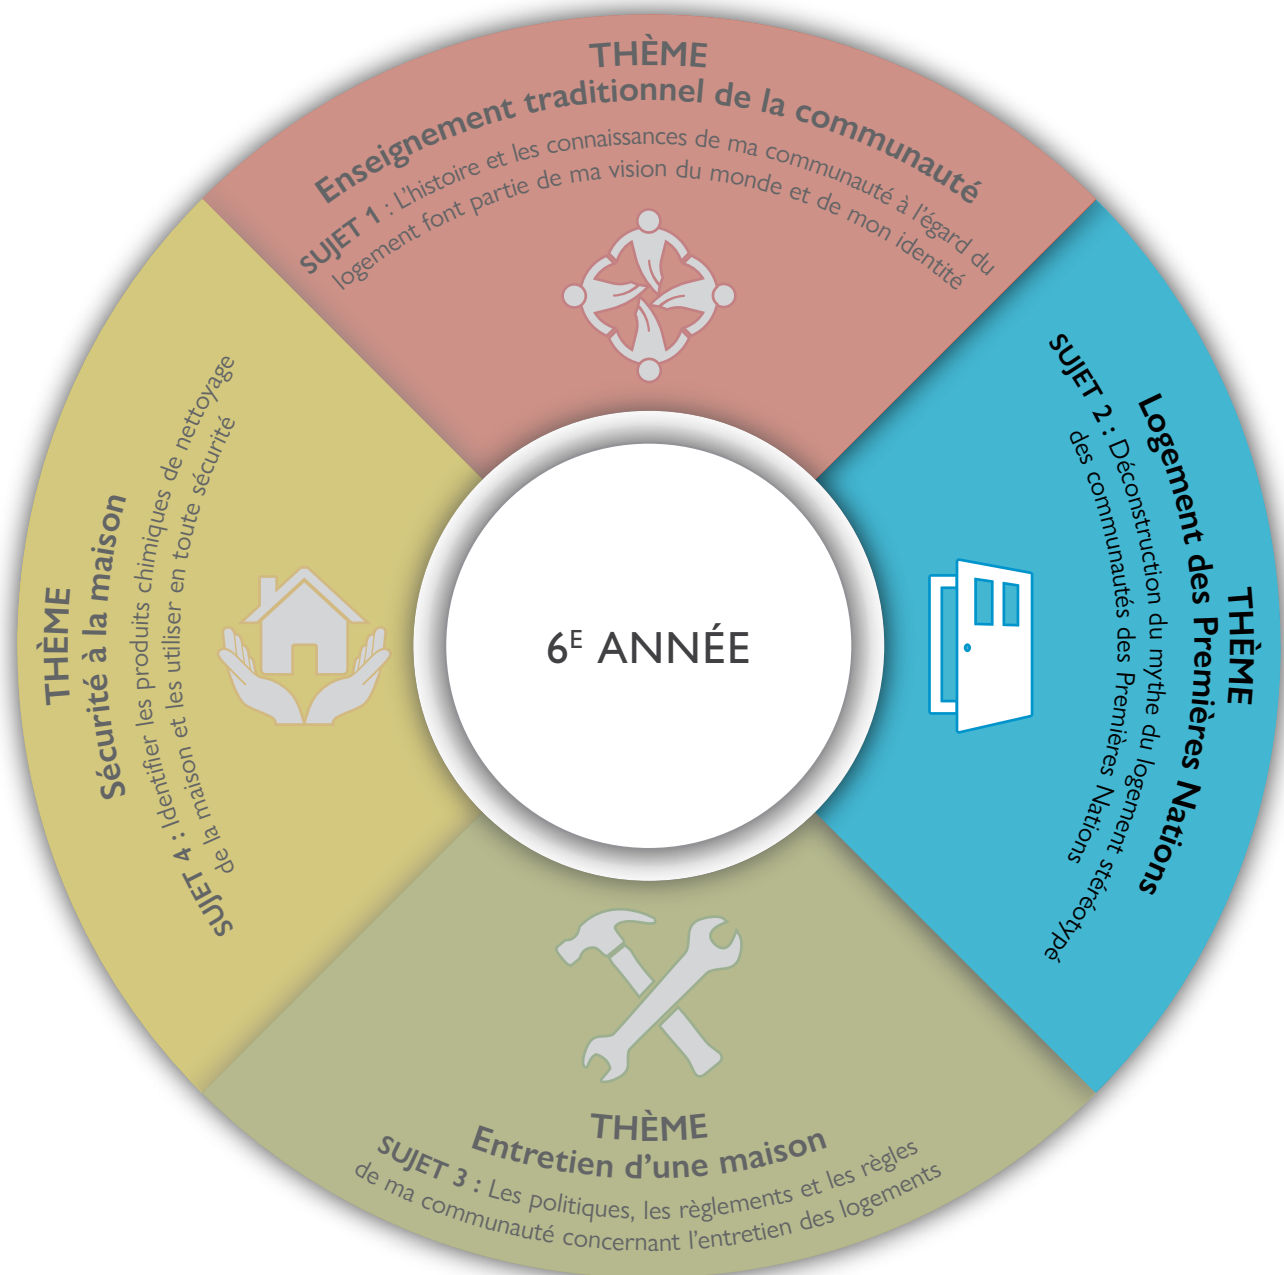 THÈME
Enseignement traditionnel de la communauté
SUJET 1 : L'histoire et les connaissances de ma communauté à l'égard du
logement font partie de ma vision du monde et de mon identité
THÈME
Logement des Premières Nations
SUJET 2 : Déconstruction du mythe du logement stéréotypé
des communautés des Premières Nations
THÈME
Entretien d'une maison
SUJET 3 : Les politiques, les règlements et les règles
de ma communauté concernant l'entretien des logements
THÈME
Sécurité à la maison
SUJET 4 : Identifier les produits chimiques de nettoyage
de la maison et les utiliser en toute sécurité
6E ANNÉE